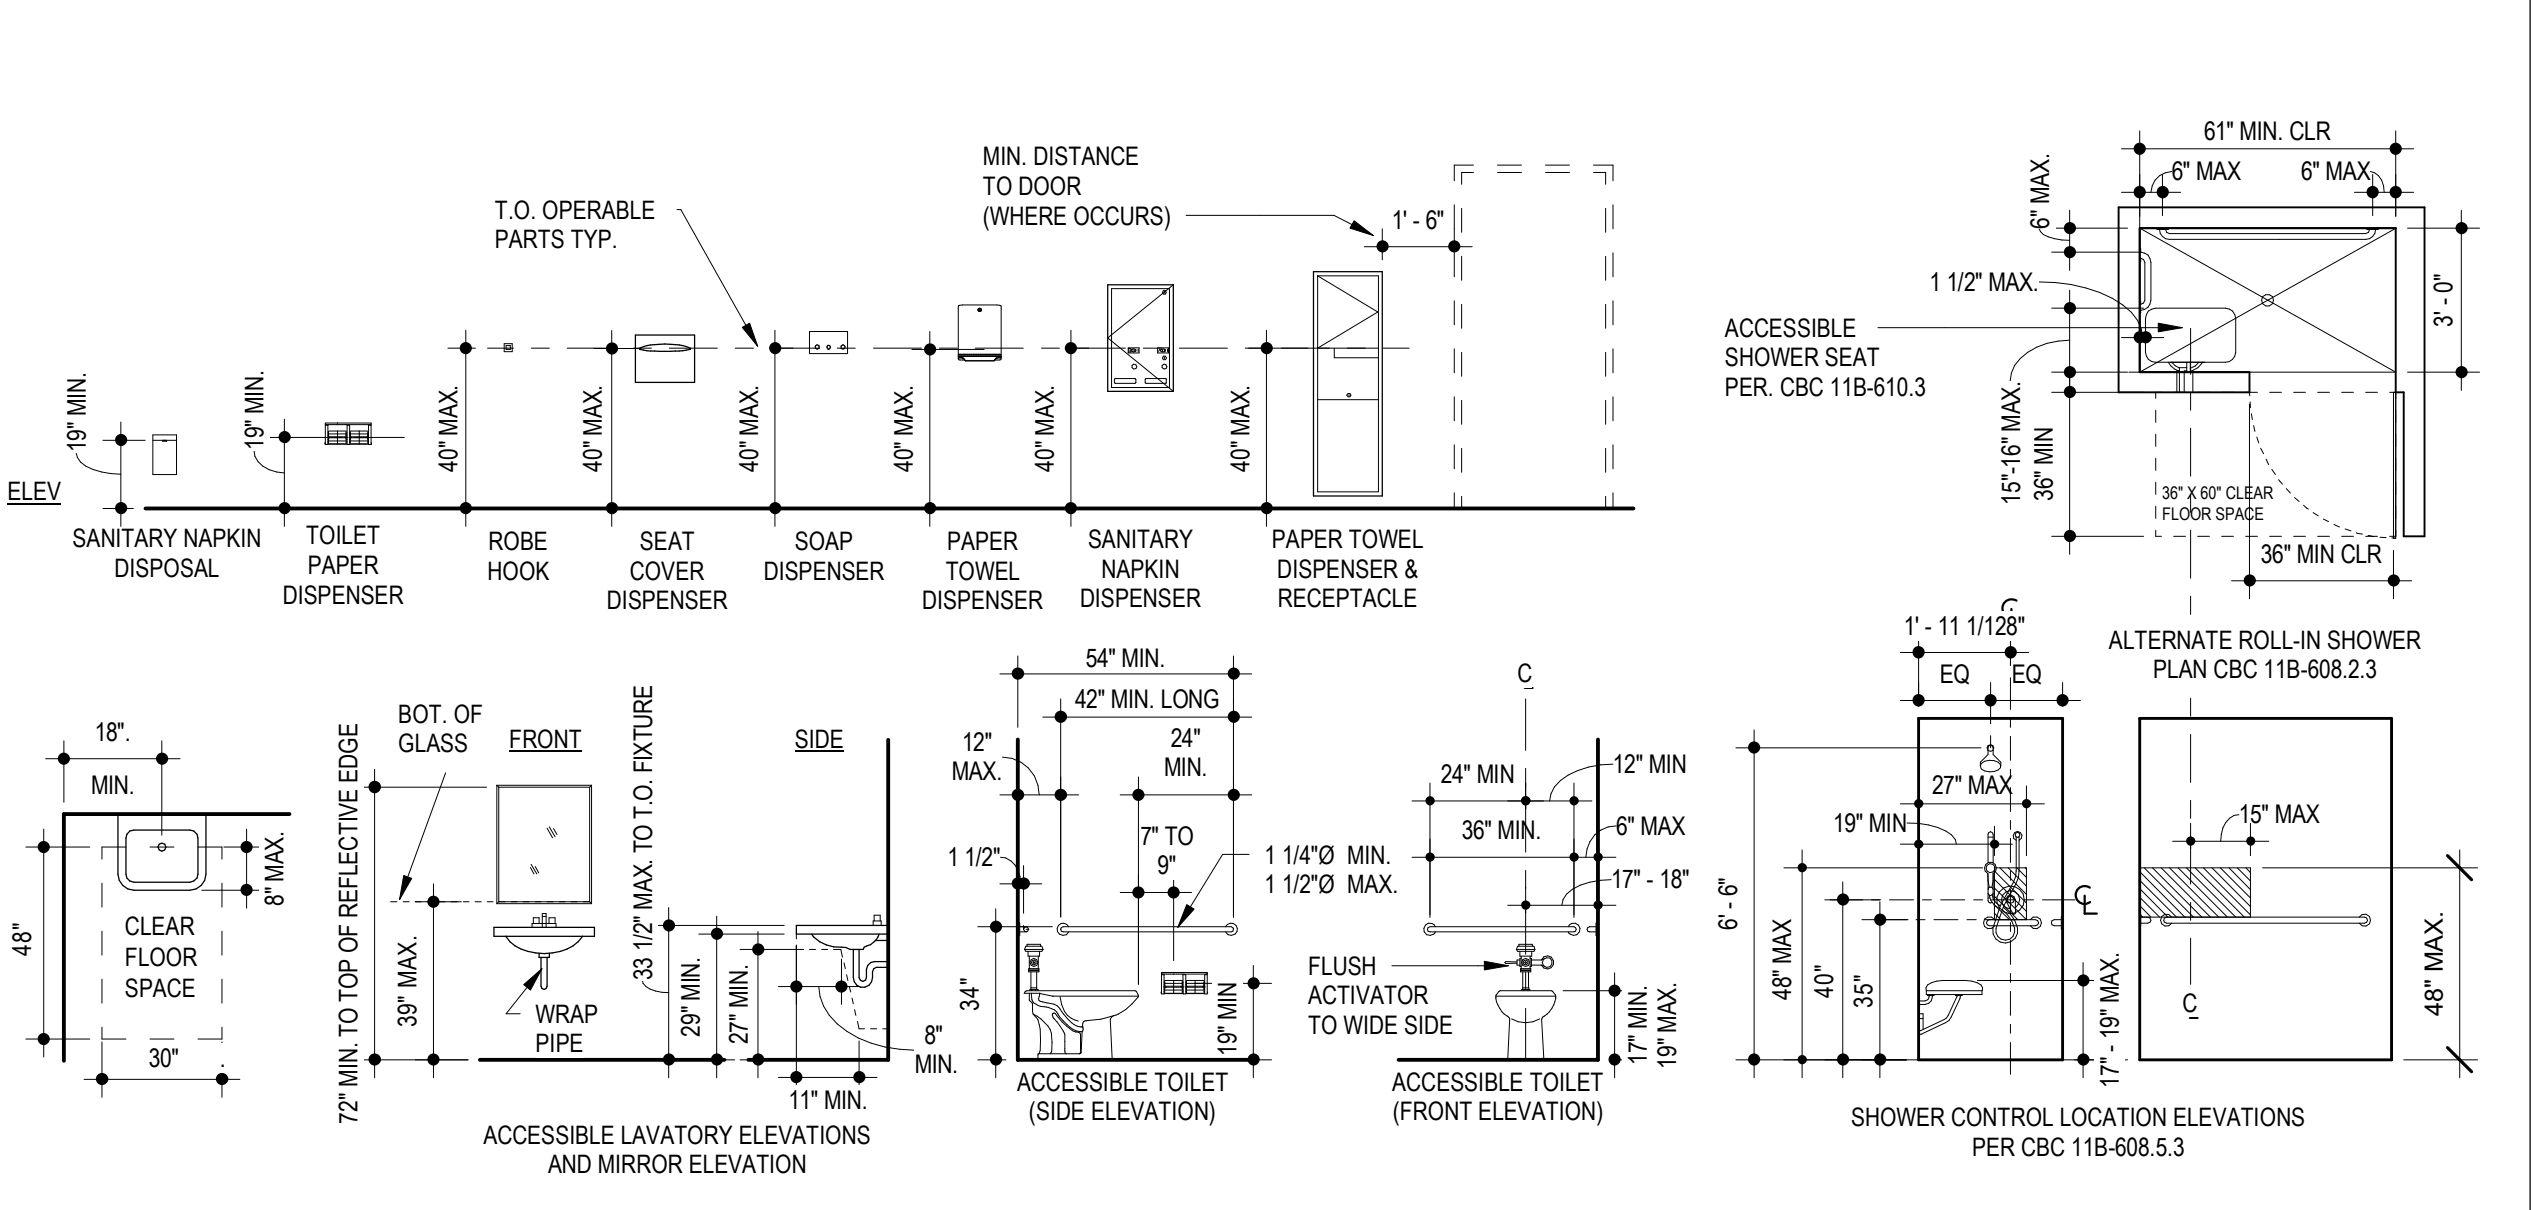 MIN. DISTANCE
TO DOOR
(WHERE OCCURS)
1' - 6"
T.O. OPERABLE
PARTS TYP.
19" MIN.
19" MIN.
40" MAX.
40" MAX.
40" MAX.
40" MAX.
40" MAX.
40" MAX.
ELEV
SANITARY NAPKIN
DISPOSAL
TOILET
PAPER
DISPENSER
ROBE
HOOK
SEAT
COVER
DISPENSER
SOAP
DISPENSER
PAPER
TOWEL
DISPENSER
SANITARY
NAPKIN
DISPENSER
PAPER TOWEL
DISPENSER &
RECEPTACLE
61" MIN. CLR
6" MAX
6" MAX
6" MAX.
1 1/2" MAX.
3' - 0"
ACCESSIBLE
SHOWER SEAT
PER. CBC 11B-610.3
15"-16" MAX.
36" MIN
36" X 60" CLEAR
FLOOR SPACE
36" MIN CLR
ALTERNATE ROLL-IN SHOWER
PLAN CBC 11B-608.2.3
18".
MIN.
8" MAX.
48"
CLEAR
FLOOR
SPACE
30"
72" MIN. TO TOP OF REFLECTIVE EDGE
BOT. OF
GLASS
FRONT
39" MAX.
WRAP
PIPE
33 1/2" MAX. TO T.O. FIXTURE
SIDE
29" MIN.
27" MIN.
8"
MIN.
11" MIN.
ACCESSIBLE LAVATORY ELEVATIONS
AND MIRROR ELEVATION
54" MIN.
42" MIN. LONG
12"
MAX.
24"
MIN.
7" TO
9"
1 1/2"
1 1/4"Ø MIN.
1 1/2"Ø MAX.
34"
19" MIN
ACCESSIBLE TOILET
(SIDE ELEVATION)
C
24" MIN
12" MIN
36" MIN.
6" MAX
17" - 18"
FLUSH
ACTIVATOR
TO WIDE SIDE
17" MIN.
19" MAX.
ACCESSIBLE TOILET
(FRONT ELEVATION)
1' - 11 1/128"
EQ
EQ
27" MAX
19" MIN
6' - 6"
48" MAX
40"
35"
CL
17" - 19" MAX.
15" MAX
C
48" MAX.
SHOWER CONTROL LOCATION ELEVATIONS
PER CBC 11B-608.5.3